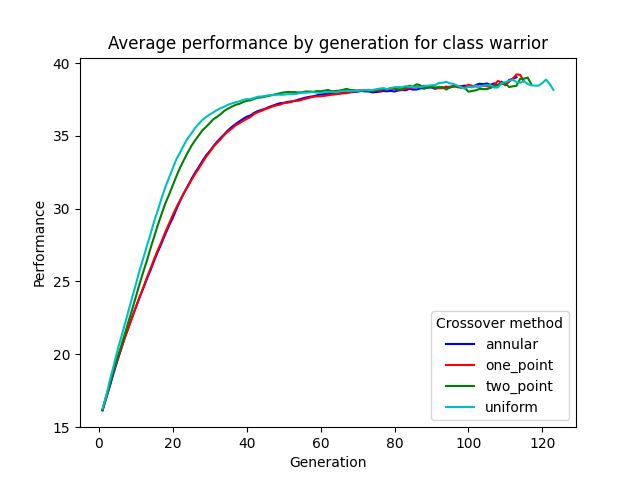 Average performance by generation for class warrior
Performance
40
35
30
25
20
15
0 20 40 60 80 100 120
Generation
Crossover method
annular
one_point
two_point
uniform